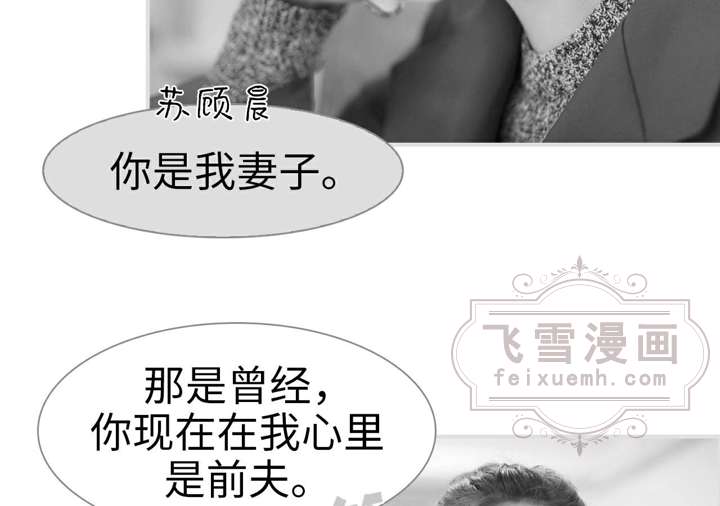 苏顾晨
你是我妻子。
飞雪漫画
feixuemh.com
那是曾经，
你现在在我心里
是前夫。